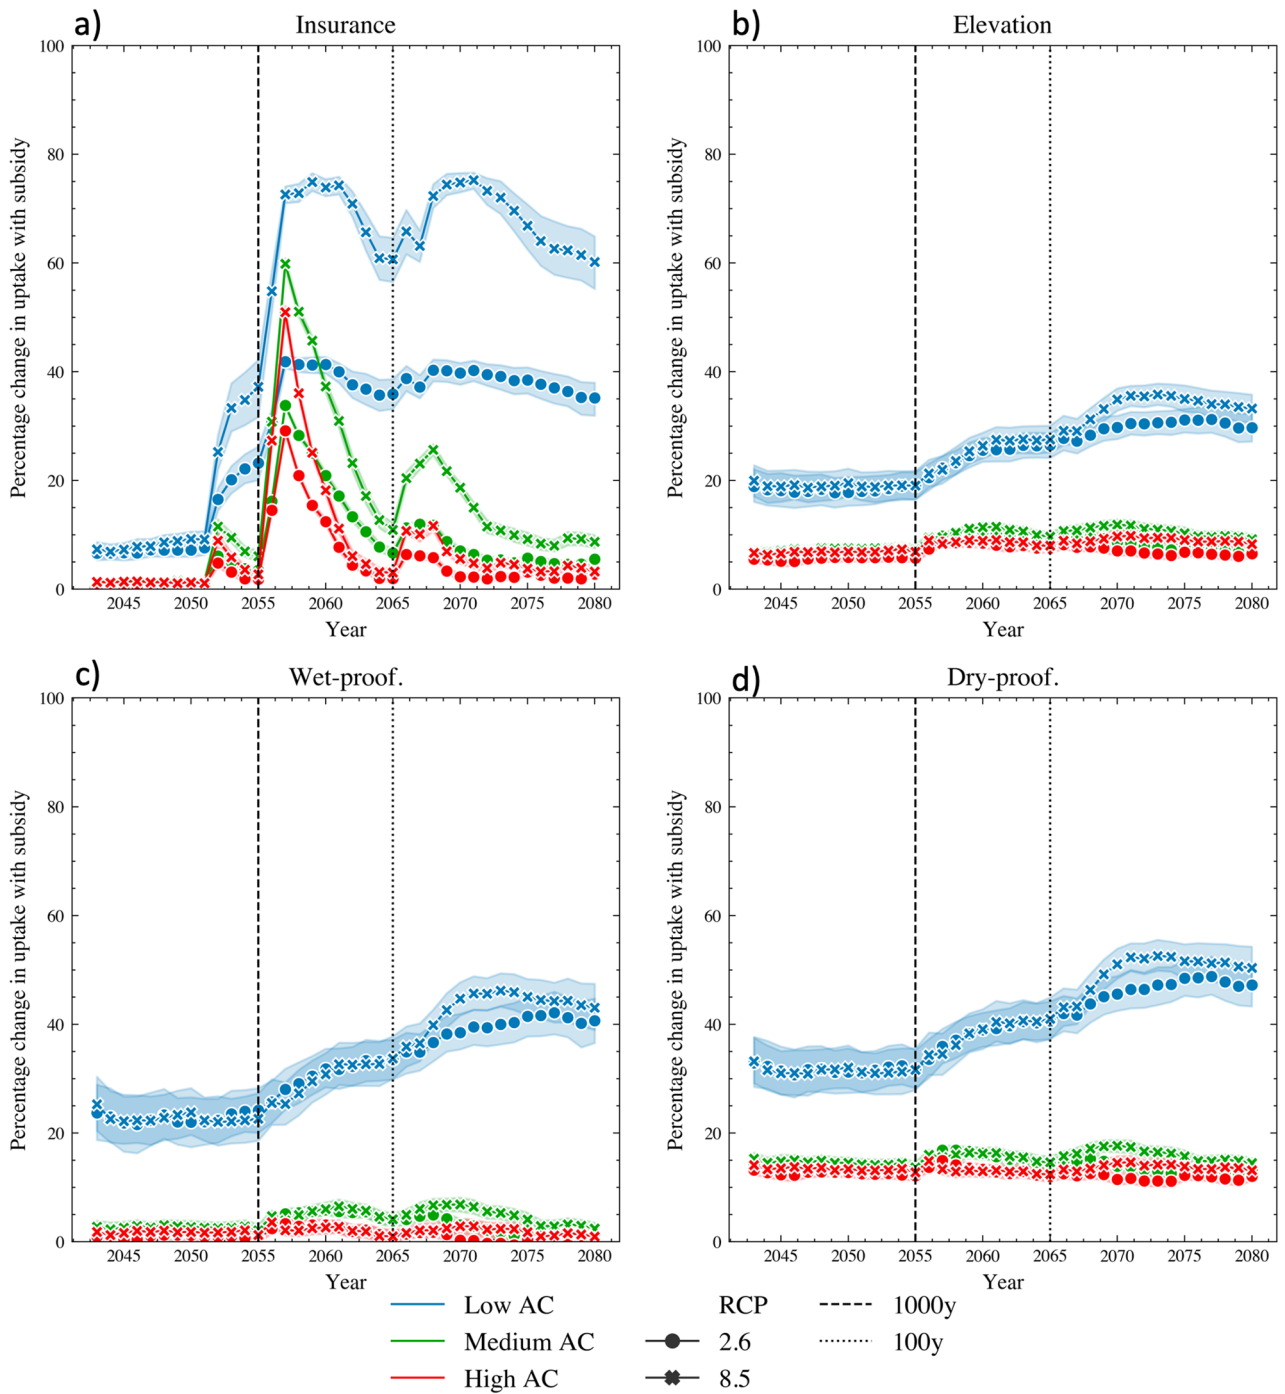 a) Insurance
Percentage change in uptake with subsidy
100
80
60
40
20
0
2045 2050 2055 2060 2065 2070 2075 2080
Year
b) Elevation
Percentage change in uptake with subsidy
100
80
60
40
20
0
2045 2050 2055 2060 2065 2070 2075 2080
Year
c) Wet-proof.
Percentage change in uptake with subsidy
100
80
60
40
20
0
2045 2050 2055 2060 2065 2070 2075 2080
Year
d) Dry-proof.
Percentage change in uptake with subsidy
100
80
60
40
20
0
2045 2050 2055 2060 2065 2070 2075 2080
Year
Low AC RCP 1000y
Medium AC 2.6 100y
High AC 8.5